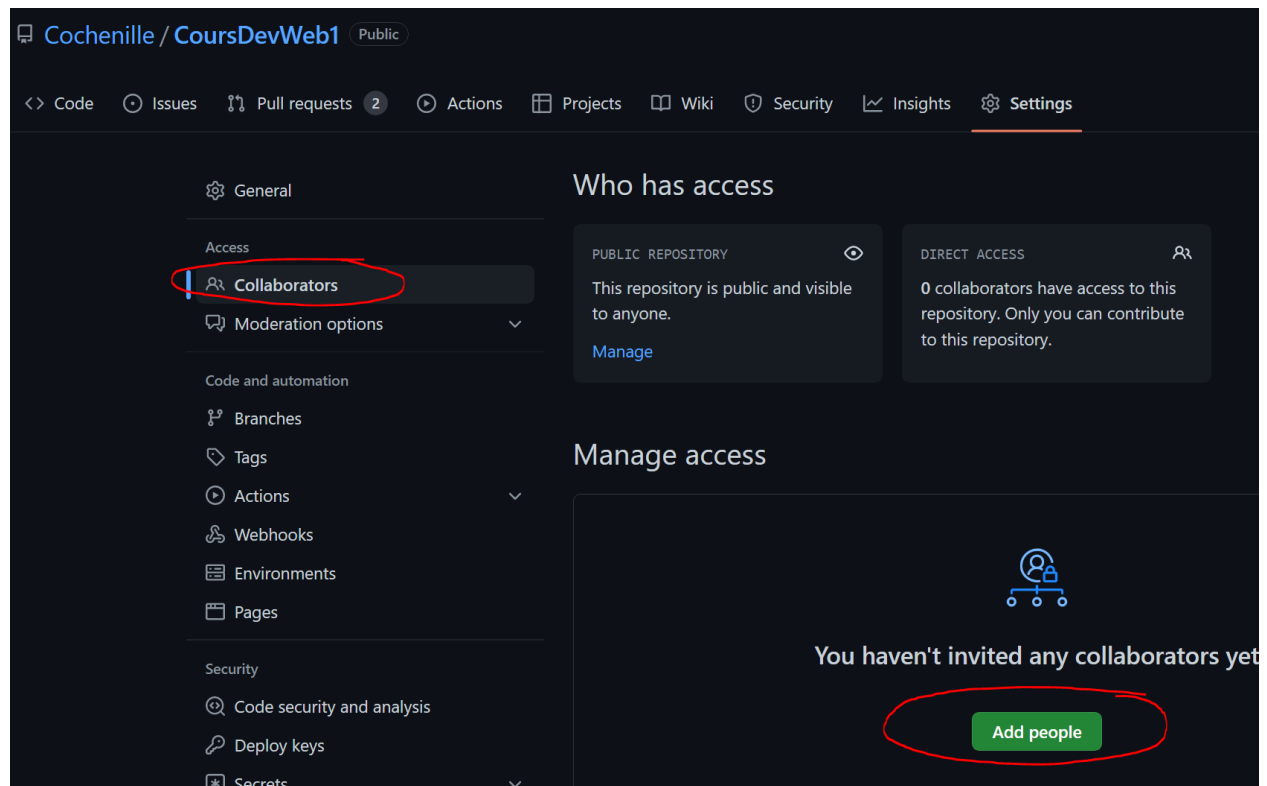 Cochenille / CoursDevWeb1 Public
Code Issues Pull requests 2 Actions Projects Wiki Security Insights Settings
General
Access
Collaborators
Moderation options
Code and automation
Branches
Tags
Actions
Webhooks
Environments
Pages
Security
Code security and analysis
Deploy keys
Secrets
Who has access
PUBLIC REPOSITORY
This repository is public and visible
to anyone.
Manage
DIRECT ACCESS
0 collaborators have access to this
repository. Only you can contribute
to this repository.
Manage access
You haven't invited any collaborators yet
Add people